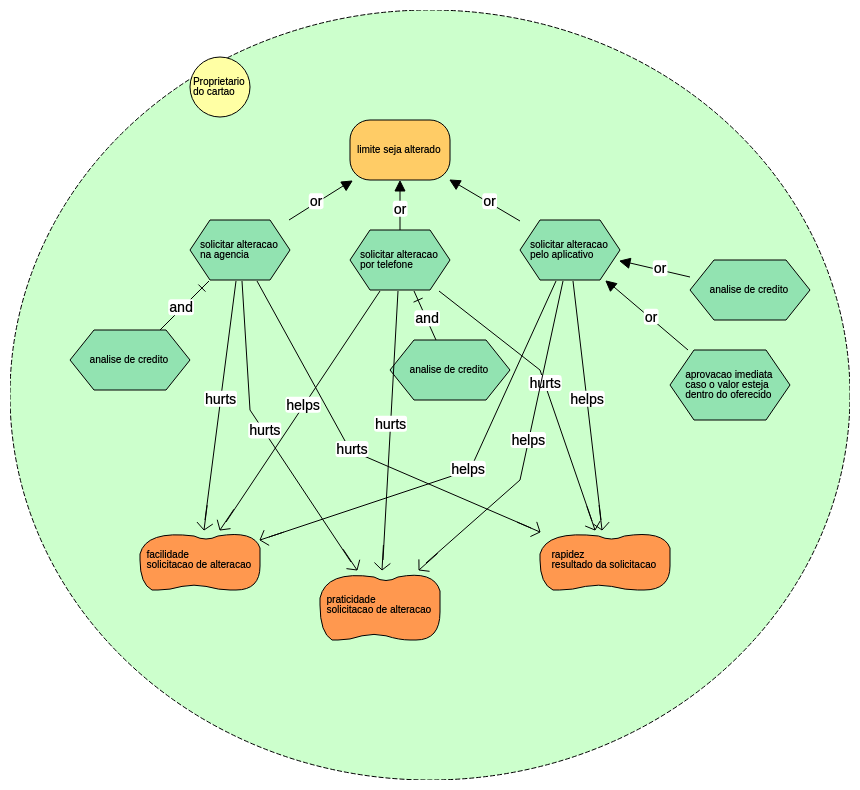 Proprietario
do cartao
limite seja alterado
or
or
or
solicitar alteracao
na agencia
solicitar alteracao
por telefone
solicitar alteracao
pelo aplicativo
or
analise de credito
and
and
or
analise de credito
analise de credito
aprovacao imediata
caso o valor esteja
dentro do oferecido
hurts
helps
hurts
helps
hurts
hurts
hurts
helps
helps
facilidade
solicitacao de alteracao
rapidez
resultado da solicitacao
praticidade
solicitacao de alteracao